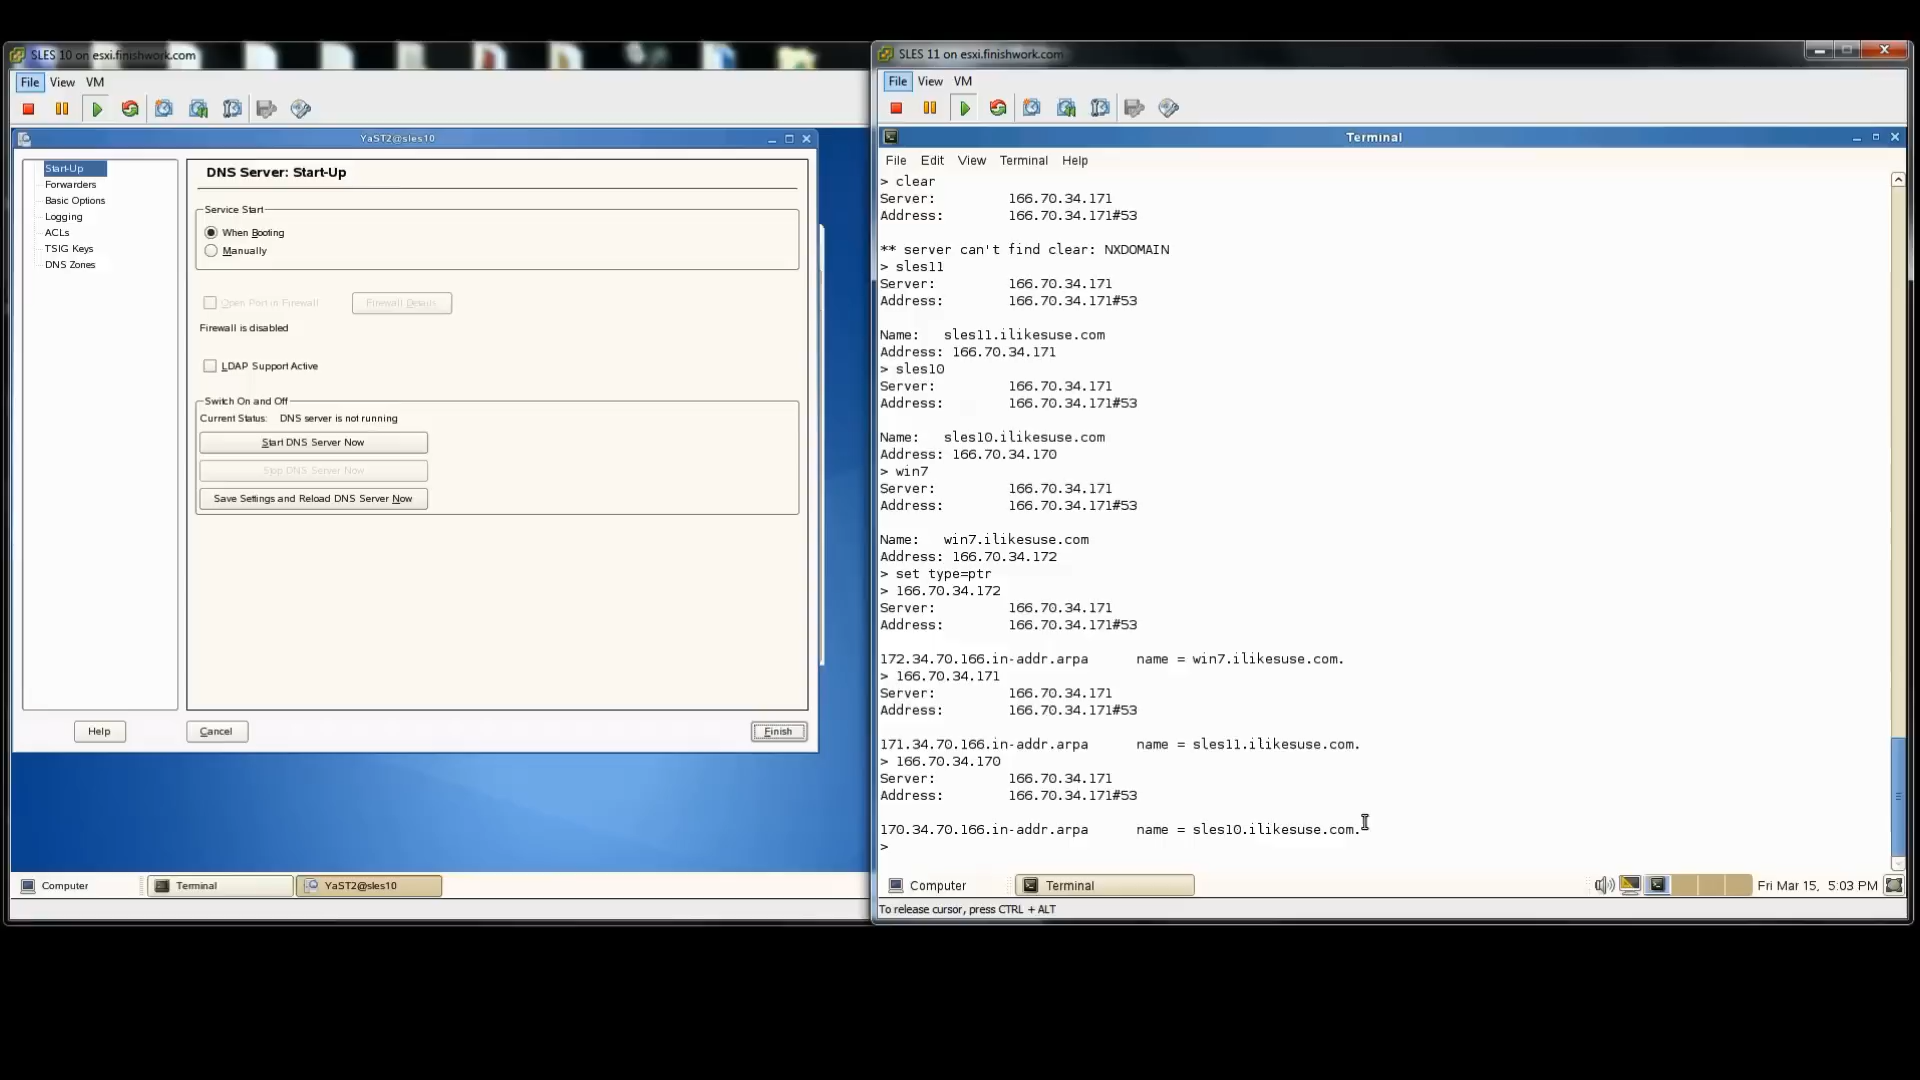 SLES 10 on esxi.finishwork.com
File View VM
YaST2@sles10
Start-Up
Forwarders
Basic Options
Logging
ACLs
TSIG Keys
DNS Zones
DNS Server: Start-Up
Service Start
When Booting
Manually
Open Port in Firewall
Firewall Details
Firewall is disabled
LDAP Support Active
Switch On and Off
Current Status: DNS server is not running
Start DNS Server Now
Stop DNS Server Now
Save Settings and Reload DNS Server Now
Help
Cancel
Finish
Computer
Terminal
YaST2@sles10
SLES 11 on esxi.finishwork.com
File View VM
Terminal
File Edit View Terminal Help
> clear
Server: 166.70.34.171
Address: 166.70.34.171#53
** server can't find clear: NXDOMAIN
> sles11
Server: 166.70.34.171
Address: 166.70.34.171#53
Name: sles11.ilikesuse.com
Address: 166.70.34.171
> sles10
Server: 166.70.34.171
Address: 166.70.34.171#53
Name: sles10.ilikesuse.com
Address: 166.70.34.170
> win7
Server: 166.70.34.171
Address: 166.70.34.171#53
Name: win7.ilikesuse.com
Address: 166.70.34.172
> set type=ptr
> 166.70.34.172
Server: 166.70.34.171
Address: 166.70.34.171#53
172.34.70.166.in-addr.arpa name = win7.ilikesuse.com.
> 166.70.34.171
Server: 166.70.34.171
Address: 166.70.34.171#53
171.34.70.166.in-addr.arpa name = sles11.ilikesuse.com.
> 166.70.34.170
Server: 166.70.34.171
Address: 166.70.34.171#53
170.34.70.166.in-addr.arpa name = sles10.ilikesuse.com.
>
Computer
Terminal
Fri Mar 15, 5:03 PM
To release cursor, press CTRL + ALT